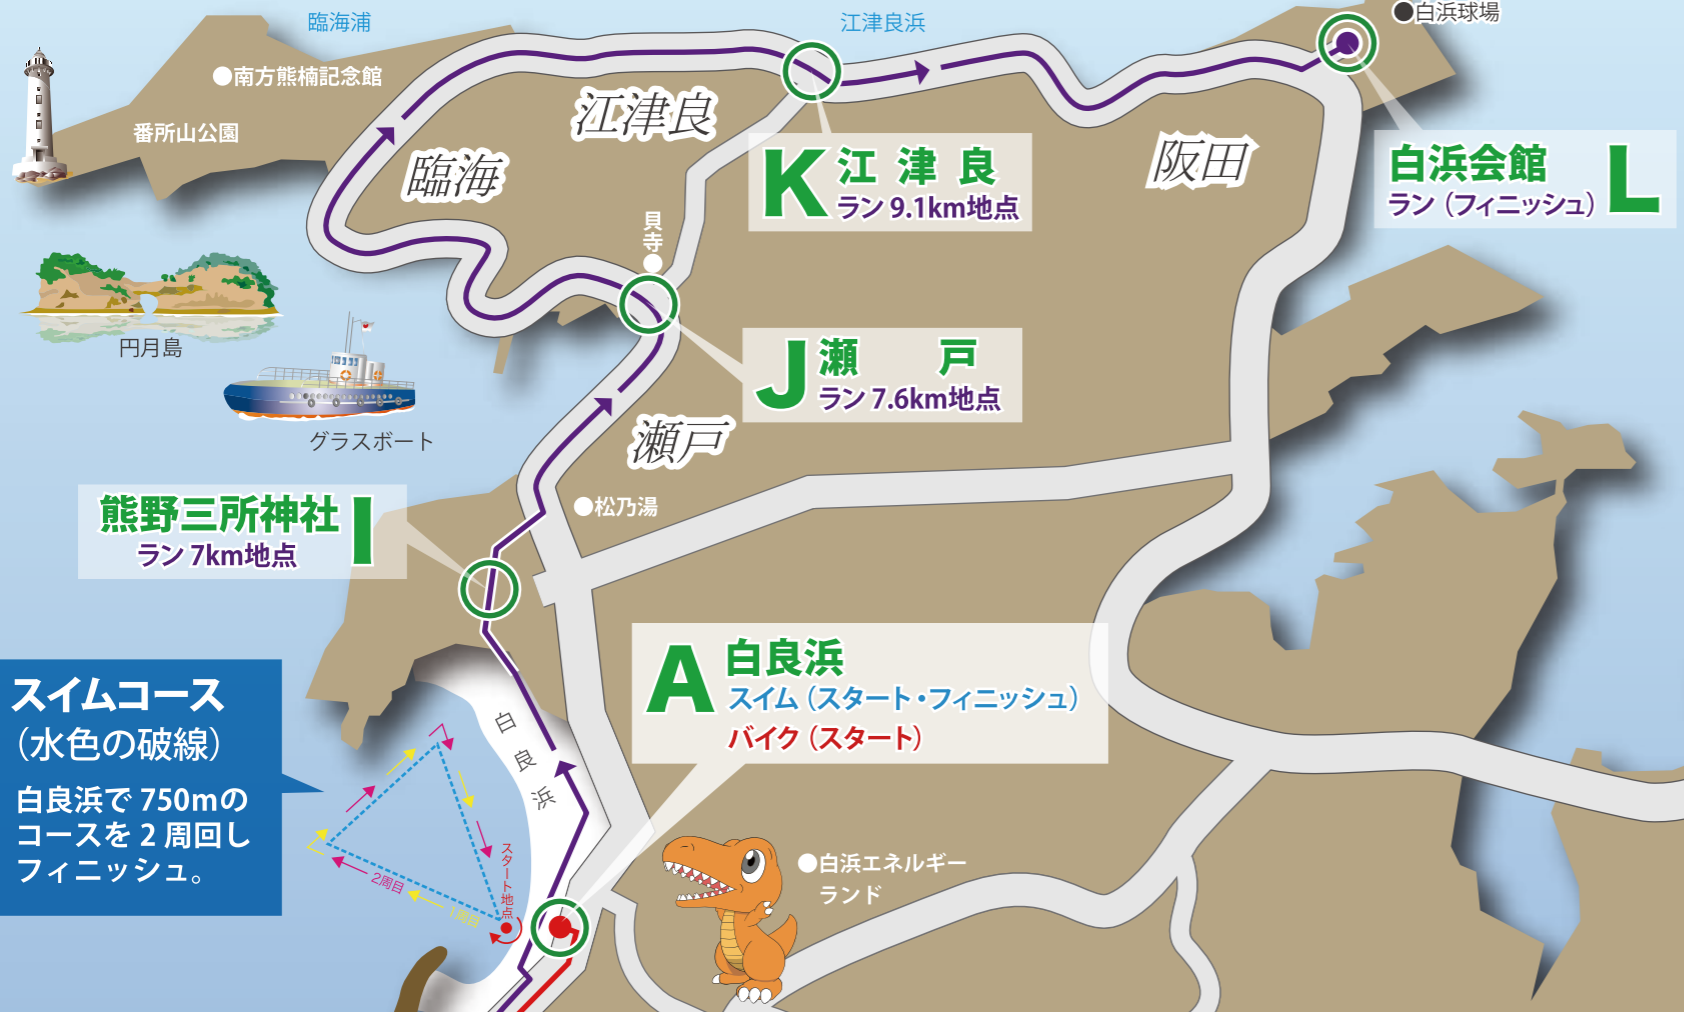 臨海浦
江津良浜
●白浜球場
●南方熊楠記念館
番所山公園
江津良
臨海
阪田
K 江津良
ラン 9.1km地点
白浜会館 L
ラン（フィニッシュ）
貝寺
円月島
J 瀬戸
ラン 7.6km地点
グラスボート
瀬戸
●松乃湯
熊野三所神社 I
ラン 7km地点
A 白良浜
スイム（スタート・フィニッシュ）
バイク（スタート）
スイムコース
（水色の破線）
白良浜で 750mの
コースを 2 周回し
フィニッシュ。
白良浜
スタート地点
2周目
1周目
●白浜エネルギー
ランド